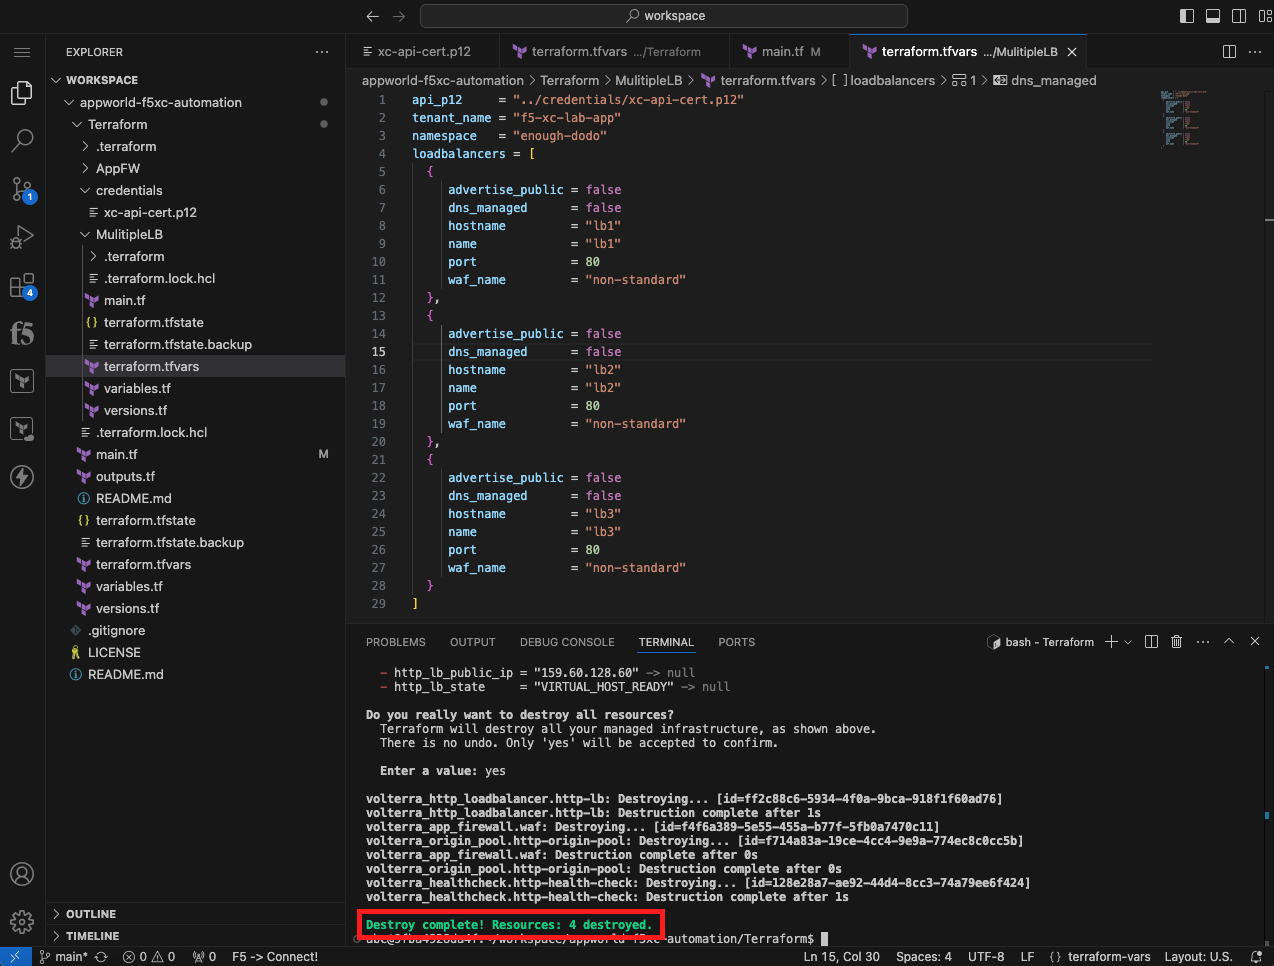 workspace
EXPLORER
WORKSPACE
appworld-f5xc-automation
Terraform
.terraform
AppFW
credentials
xc-api-cert.p12
MulitipleLB
.terraform
.terraform.lock.hcl
main.tf
terraform.tfstate
terraform.tfstate.backup
terraform.tfvars
variables.tf
versions.tf
.terraform.lock.hcl
main.tf M
outputs.tf
README.md
terraform.tfstate
terraform.tfstate.backup
terraform.tfvars
variables.tf
versions.tf
.gitignore
LICENSE
README.md
OUTLINE
TIMELINE
1
4
f5
xc-api-cert.p12 terraform.tfvars .../Terraform main.tf M terraform.tfvars .../MulitipleLB
appworld-f5xc-automation > Terraform > MulitipleLB > terraform.tfvars > [ ] loadbalancers > 1 > dns_managed
1 api_p12 = "../credentials/xc-api-cert.p12"
2 tenant_name = "f5-xc-lab-app"
3 namespace = "enough-dodo"
4 loadbalancers = [
5 {
6 advertise_public = false
7 dns_managed = false
8 hostname = "lb1"
9 name = "lb1"
10 port = 80
11 waf_name = "non-standard"
12 },
13 {
14 advertise_public = false
15 dns_managed = false
16 hostname = "lb2"
17 name = "lb2"
18 port = 80
19 waf_name = "non-standard"
20 },
21 {
22 advertise_public = false
23 dns_managed = false
24 hostname = "lb3"
25 name = "lb3"
26 port = 80
27 waf_name = "non-standard"
28 }
29 ]
PROBLEMS OUTPUT DEBUG CONSOLE TERMINAL PORTS bash - Terraform
- http_lb_public_ip = "159.60.128.60" -> null
- http_lb_state = "VIRTUAL_HOST_READY" -> null
Do you really want to destroy all resources?
Terraform will destroy all your managed infrastructure, as shown above.
There is no undo. Only 'yes' will be accepted to confirm.
Enter a value: yes
volterra_http_loadbalancer.http-lb: Destroying... [id=ff2c88c6-5934-4f0a-9bca-918f1f60ad76]
volterra_http_loadbalancer.http-lb: Destruction complete after 1s
volterra_app_firewall.waf: Destroying... [id=f4f6a389-5e55-455a-b77f-5fb0a7470c11]
volterra_origin_pool.http-origin-pool: Destroying... [id=f714a83a-19ce-4cc4-9e9a-774ec8c0cc5b]
volterra_app_firewall.waf: Destruction complete after 0s
volterra_origin_pool.http-origin-pool: Destruction complete after 0s
volterra_healthcheck.http-health-check: Destroying... [id=128e28a7-ae92-44d4-8cc3-74a79ee6f424]
volterra_healthcheck.http-health-check: Destruction complete after 1s
Destroy complete! Resources: 4 destroyed.
automation/Terraform$
main* 0 0 0 F5 -> Connect! Ln 15, Col 30 Spaces: 4 UTF-8 LF {} terraform-vars Layout: U.S.